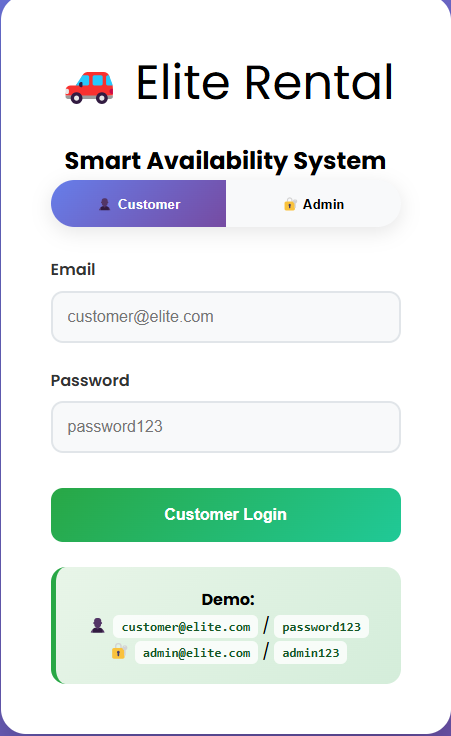 Elite Rental
Smart Availability System
Customer Admin
Email
customer@elite.com
Password
password123
Customer Login
Demo:
customer@elite.com / password123
admin@elite.com / admin123